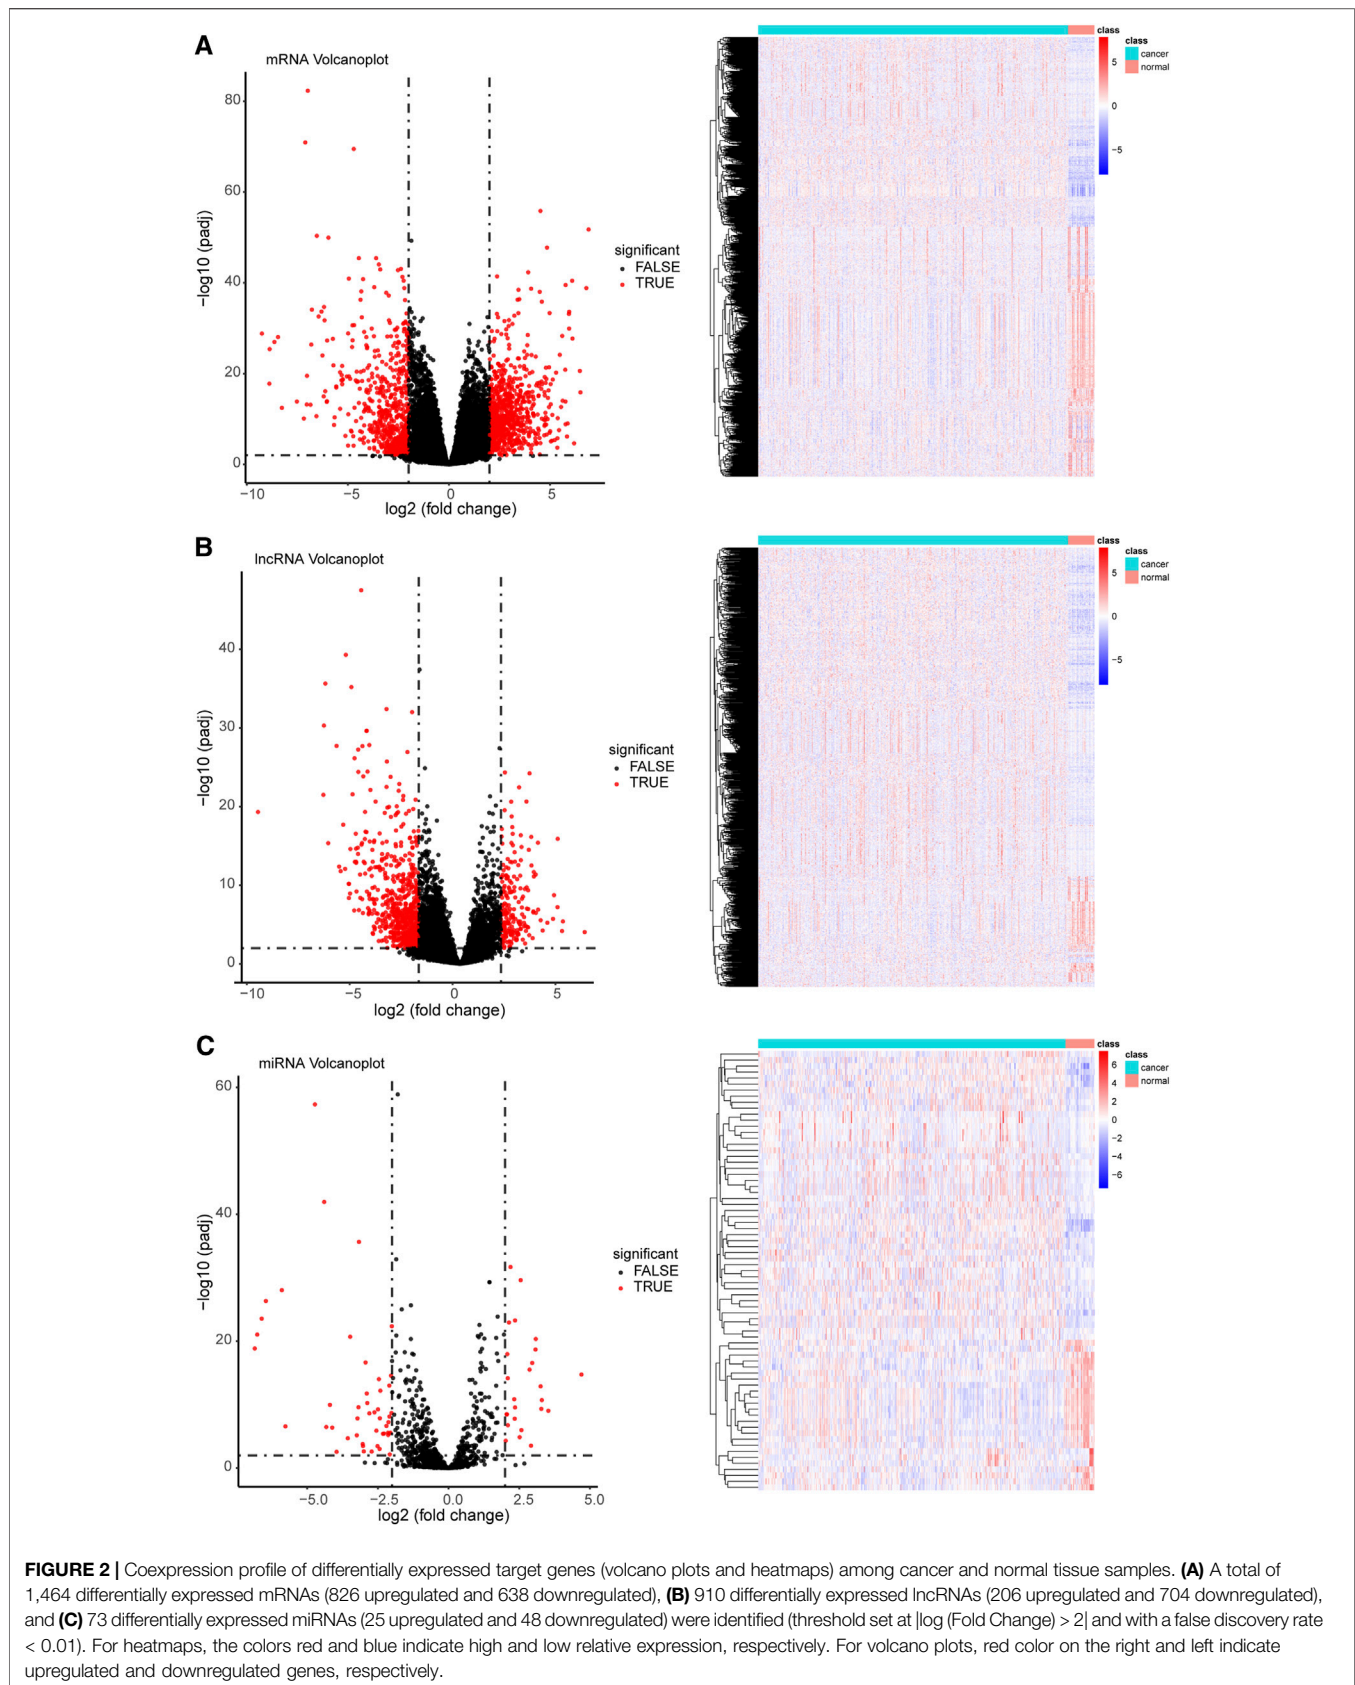 A
mRNA Volcanoplot
80
60
40
20
0
−log10 (padj)
−10
−5
0
5
log2 (fold change)
significant
FALSE
TRUE
class
5
0
−5
class
cancer
normal
B
lncRNA Volcanoplot
40
30
20
10
0
−log10 (padj)
−10
−5
0
5
log2 (fold change)
significant
FALSE
TRUE
class
5
0
−5
class
cancer
normal
C
miRNA Volcanoplot
60
40
20
0
−log10 (padj)
−5.0
−2.5
0.0
2.5
5.0
log2 (fold change)
significant
FALSE
TRUE
class
6
4
2
0
−2
−4
−6
class
cancer
normal
FIGURE 2 | Coexpression profile of differentially expressed target genes (volcano plots and heatmaps) among cancer and normal tissue samples. (A) A total of
1,464 differentially expressed mRNAs (826 upregulated and 638 downregulated), (B) 910 differentially expressed lncRNAs (206 upregulated and 704 downregulated),
and (C) 73 differentially expressed miRNAs (25 upregulated and 48 downregulated) were identified (threshold set at |log (Fold Change) > 2| and with a false discovery rate
< 0.01). For heatmaps, the colors red and blue indicate high and low relative expression, respectively. For volcano plots, red color on the right and left indicate
upregulated and downregulated genes, respectively.